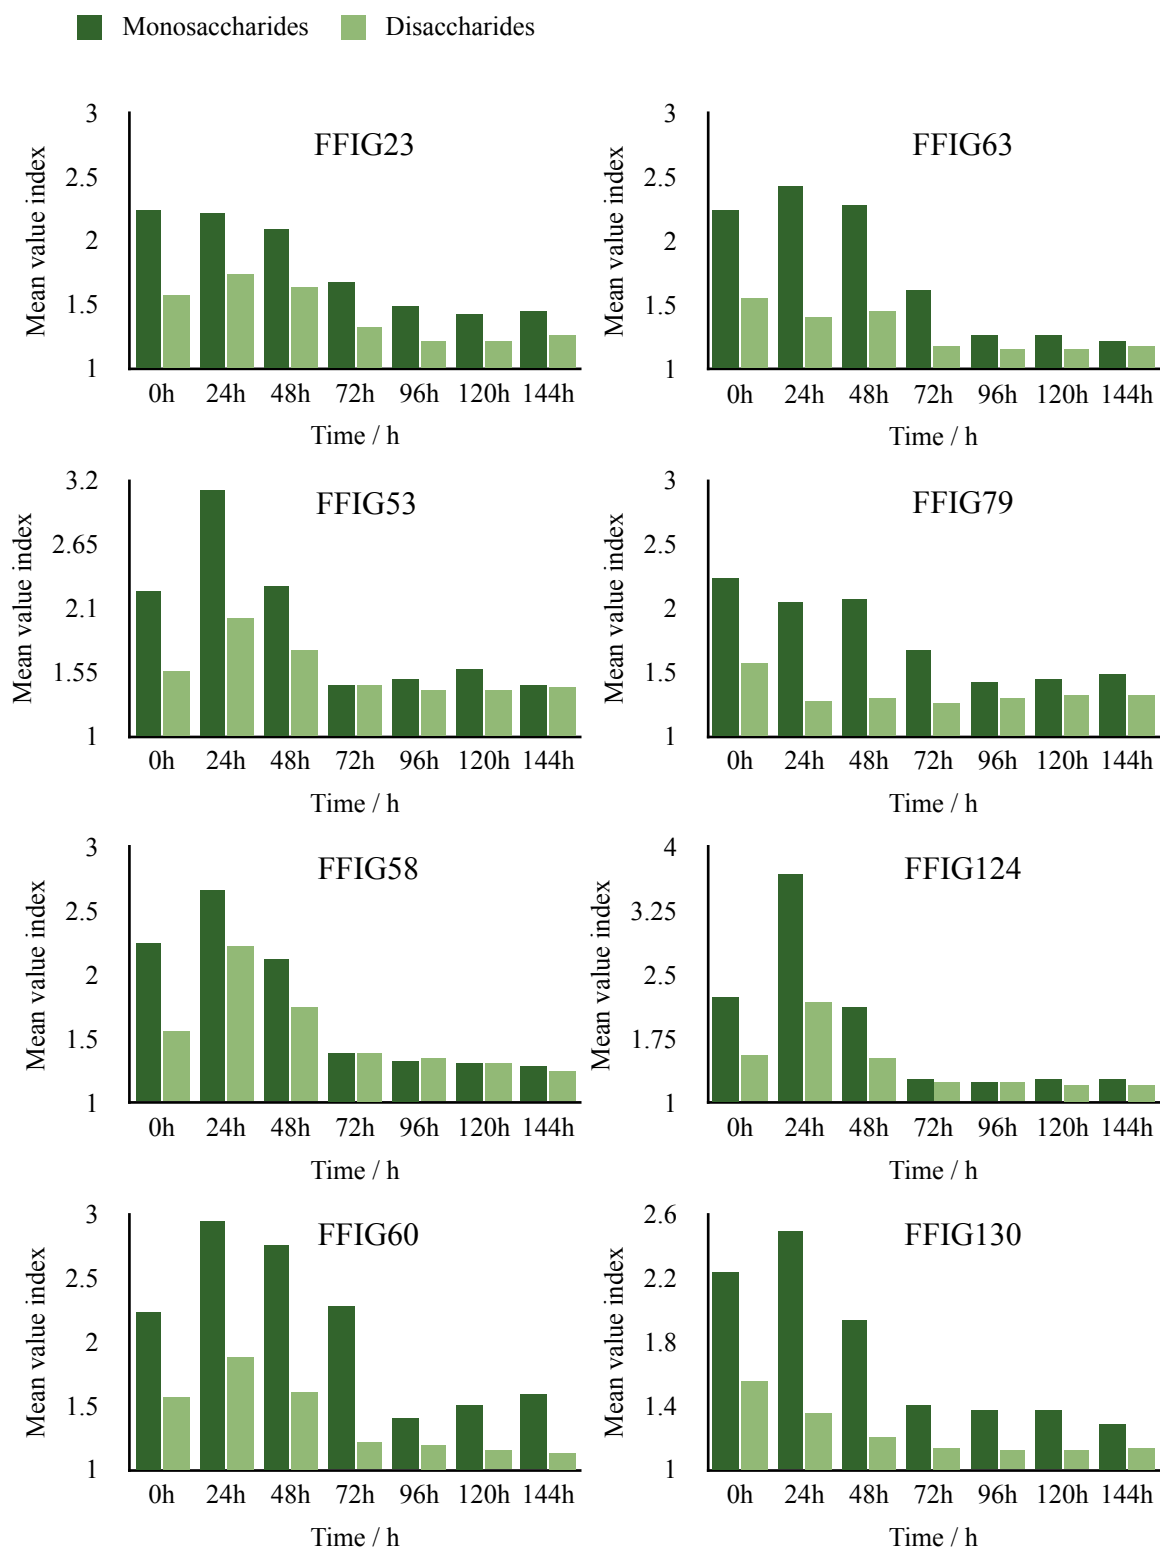 Monosaccharides Disaccharides
FFIG23
Mean value index
3
2.5
2
1.5
1
0h 24h 48h 72h 96h 120h 144h
Time / h
FFIG63
Mean value index
3
2.5
2
1.5
1
0h 24h 48h 72h 96h 120h 144h
Time / h
FFIG53
Mean value index
3.2
2.65
2.1
1.55
1
0h 24h 48h 72h 96h 120h 144h
Time / h
FFIG79
Mean value index
3
2.5
2
1.5
1
0h 24h 48h 72h 96h 120h 144h
Time / h
FFIG58
Mean value index
3
2.5
2
1.5
1
0h 24h 48h 72h 96h 120h 144h
Time / h
FFIG124
Mean value index
4
3.25
2.5
1.75
1
0h 24h 48h 72h 96h 120h 144h
Time / h
FFIG60
Mean value index
3
2.5
2
1.5
1
0h 24h 48h 72h 96h 120h 144h
Time / h
FFIG130
Mean value index
2.6
2.2
1.8
1.4
1
0h 24h 48h 72h 96h 120h 144h
Time / h